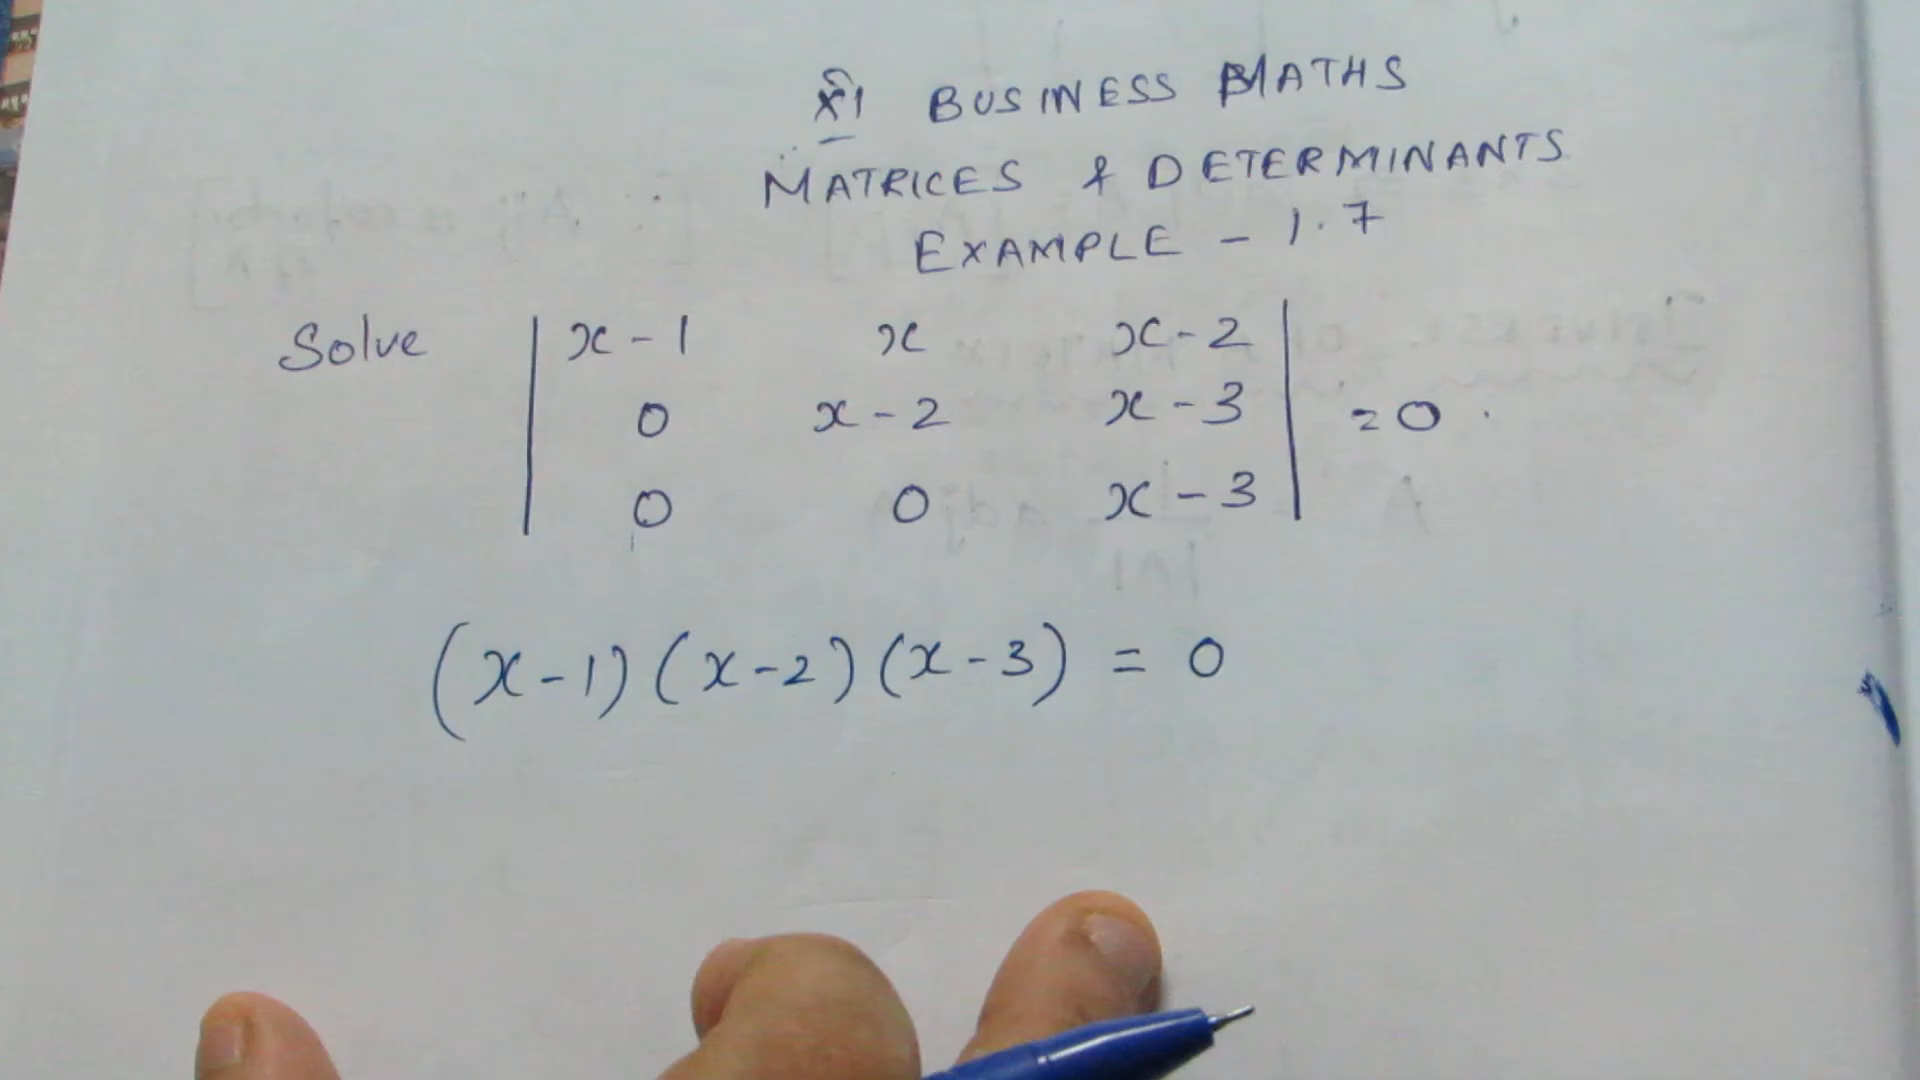 XI BUSINESS MATHS
MATRICES & DETERMINANTS
EXAMPLE - 1.7
Solve | x-1 x x-2 |
| 0 x-2 x-3 | = 0.
| 0 0 x-3 |
(x-1)(x-2)(x-3) = 0